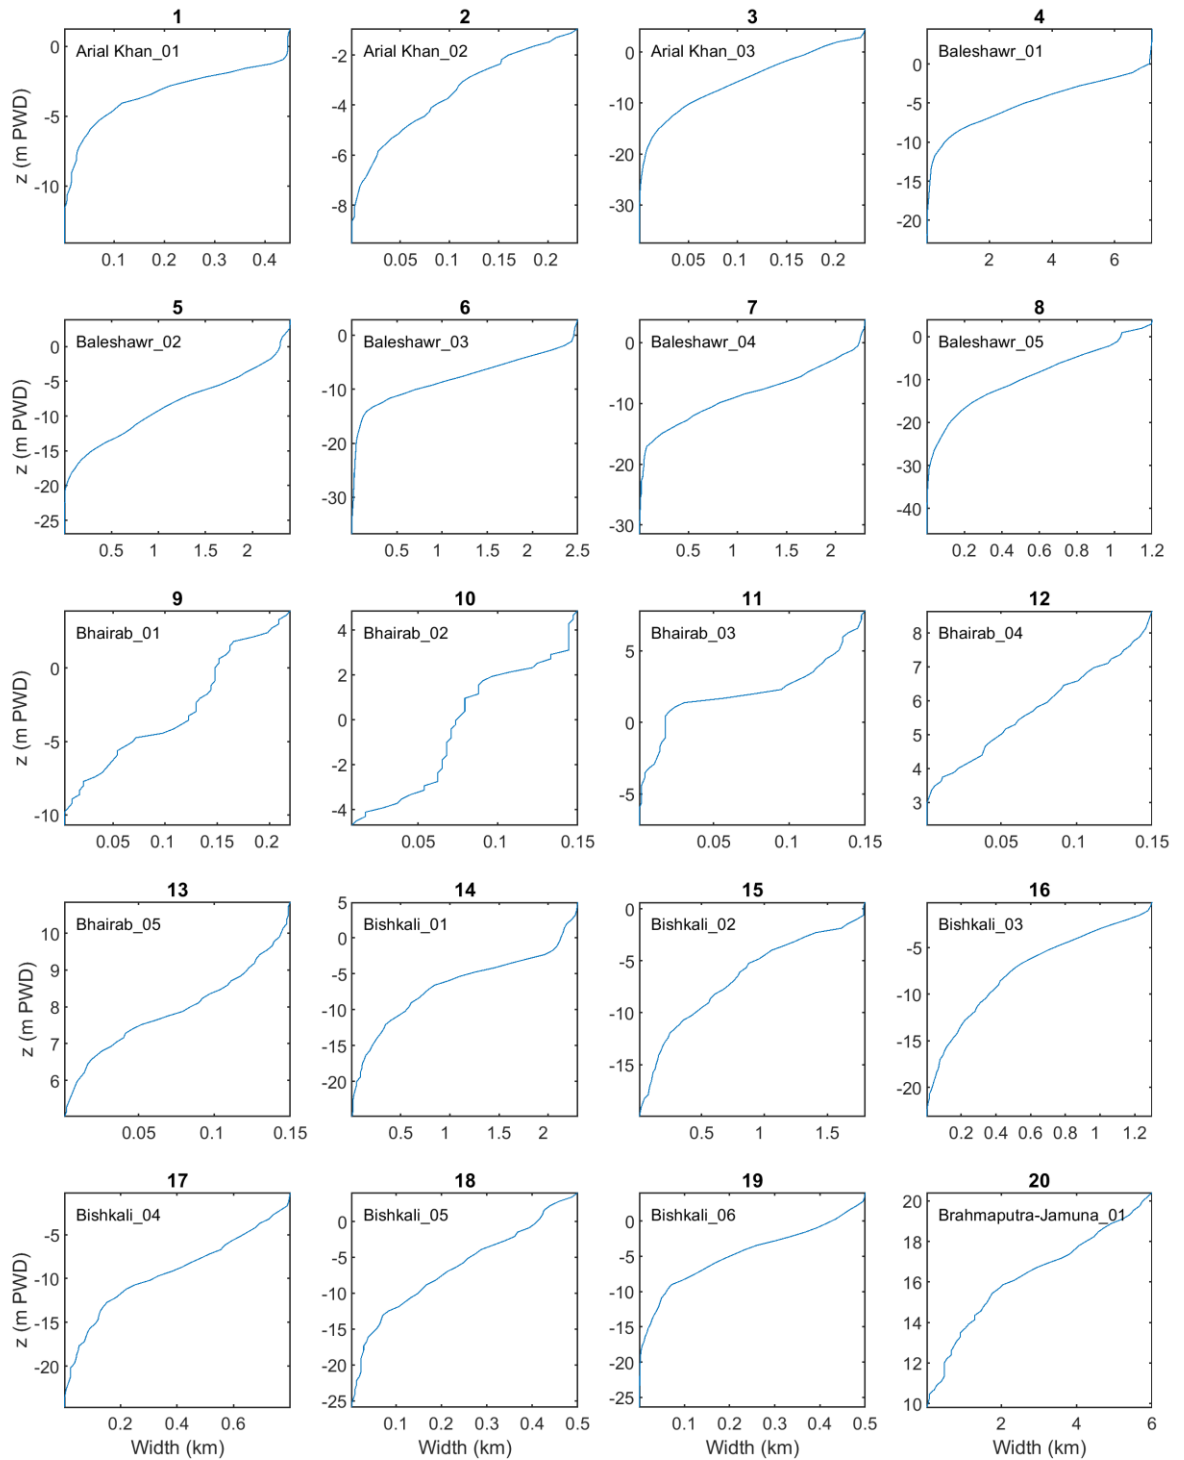 1 2 3 4
0 Arial Khan_01 -2 Arial Khan_02 0 Arial Khan_03 0 Baleshawr_01
z (m PWD)
-5 -4 -10 -5
-6 -20 -10
-10 -8 -30 -15
-20
0.1 0.2 0.3 0.4 0.05 0.1 0.15 0.2 0.05 0.1 0.15 0.2 2 4 6
5 6 7 8
0 Baleshawr_02 0 Baleshawr_03 0 Baleshawr_04 0 Baleshawr_05
z (m PWD)
-5 -10 -10 -10
-10 -20 -20 -20
-15 -30 -30 -30
-20 -40
-25
0.5 1 1.5 2 0.5 1 1.5 2 2.5 0.5 1 1.5 2 0.2 0.4 0.6 0.8 1 1.2
9 10 11 12
Bhairab_01 4 Bhairab_02 Bhairab_03 8 Bhairab_04
z (m PWD)
0 2 5 7
-5 0 0 6
-10 -2 -5 5
-4 4
3
0.05 0.1 0.15 0.2 0.05 0.1 0.15 0.05 0.1 0.15 0.05 0.1 0.15
13 14 15 16
10 Bhairab_05 5 Bishkali_01 0 Bishkali_02 Bishkali_03
z (m PWD)
9 0 -5 -5
8 -5 -10 -10
7 -10 -15 -15
6 -15 -20
-20
0.05 0.1 0.15 0.5 1 2 0.5 1 1.5 0.2 0.4 0.6 0.8 1 1.2
17 18 19 20
Bishkali_04 Bishkali_05 Bishkali_06 20 Brahmaputra-Jamuna_01
z (m PWD)
-5 0 0 18
-10 -5 -5 16
-15 -10 -10 14
-20 -15 -15 12
-20 -20 10
-25 -25
0.2 0.4 0.6 0.1 0.2 0.3 0.4 0.5 0.1 0.2 0.3 0.4 0.5 2 4 6
Width (km) Width (km) Width (km) Width (km)